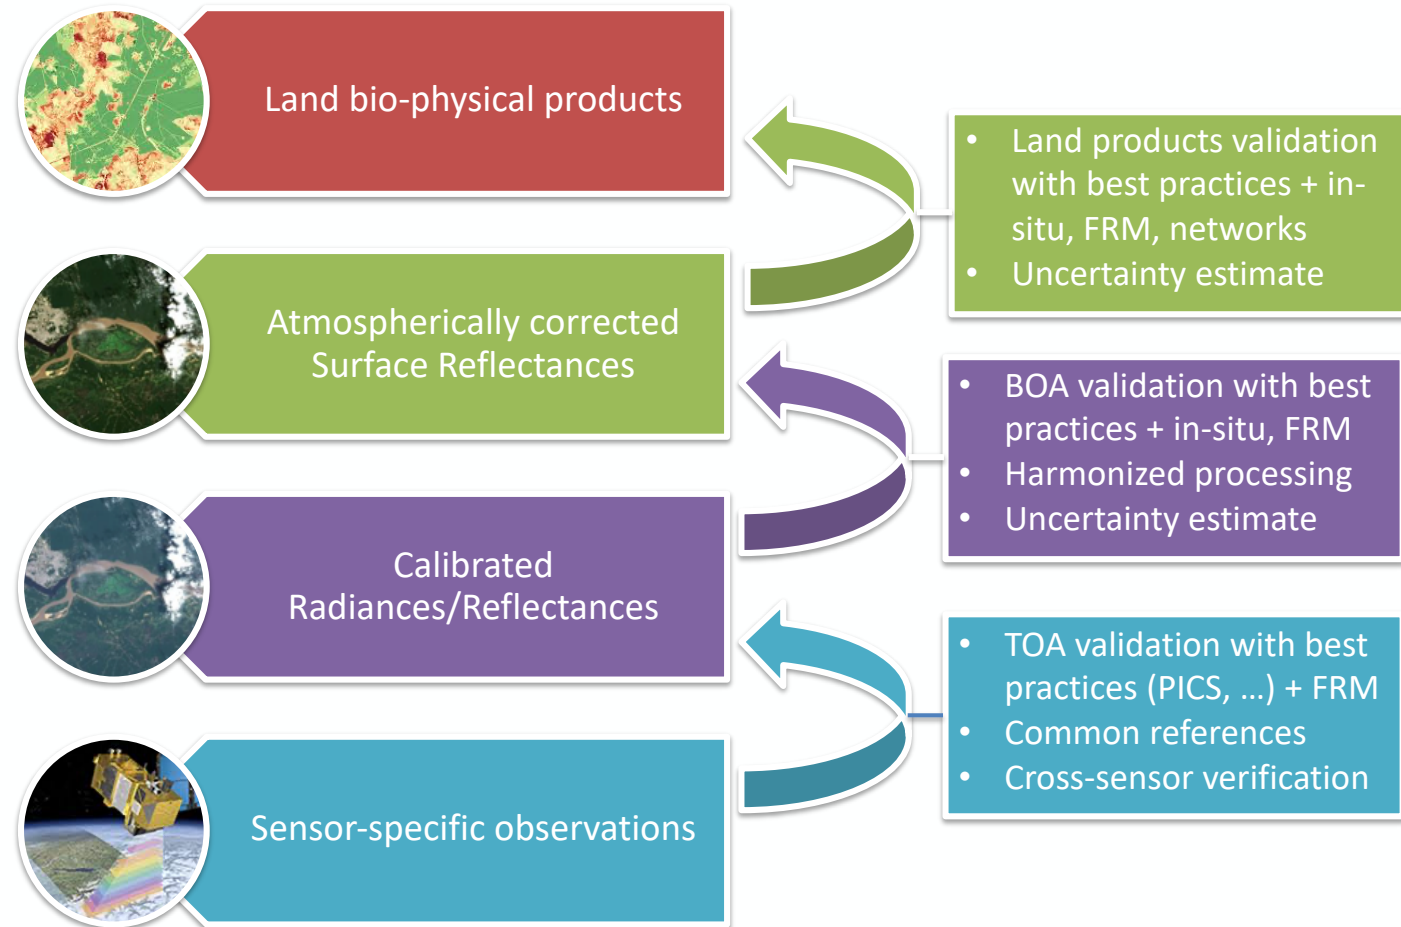 Land bio-physical products
• Land products validation
with best practices + in-
situ, FRM, networks
• Uncertainty estimate
Atmospherically corrected
Surface Reflectances
• BOA validation with best
practices + in-situ, FRM
• Harmonized processing
• Uncertainty estimate
Calibrated
Radiances/Reflectances
• TOA validation with best
practices (PICS, ...) + FRM
• Common references
• Cross-sensor verification
Sensor-specific observations